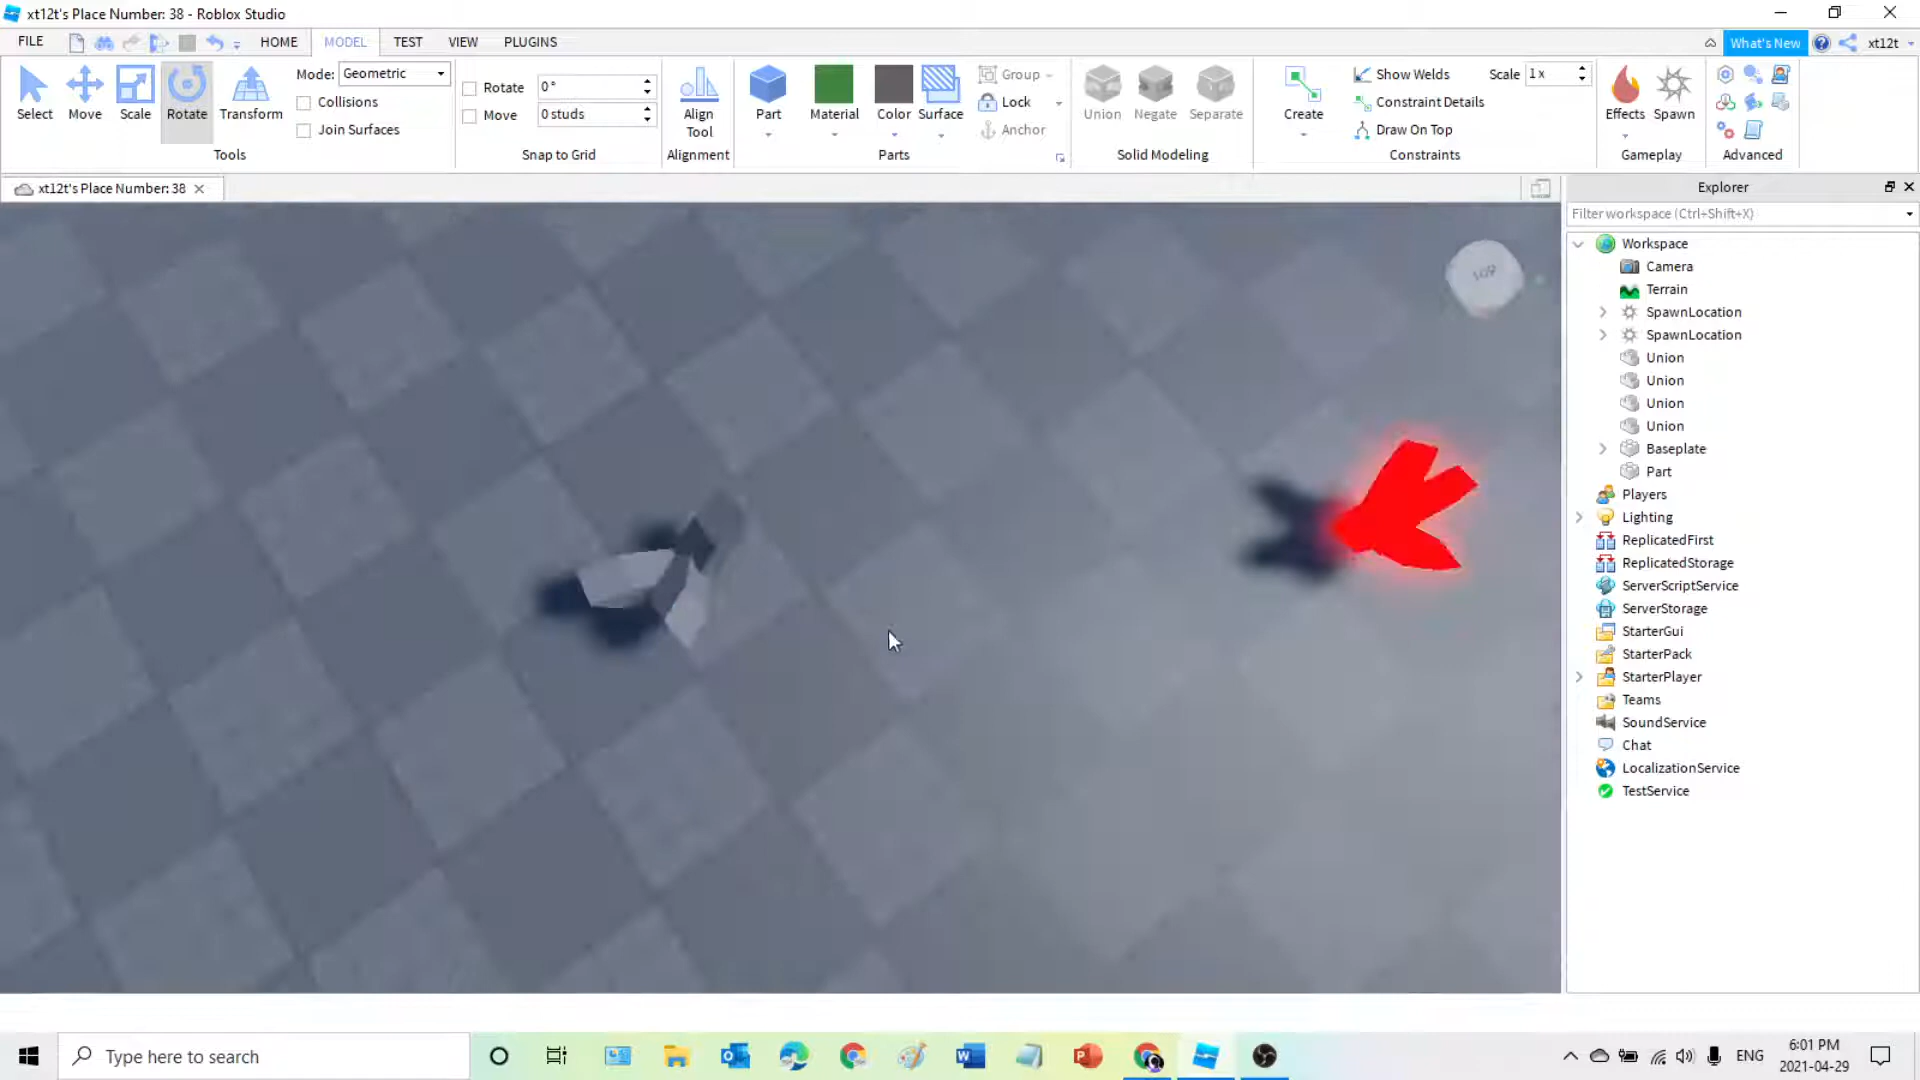 xt12t's Place Number: 38 - Roblox Studio
FILE HOME MODEL TEST VIEW PLUGINS What's New xt12t
Select Move Scale Rotate Transform
Mode: Geometric
Collisions
Join Surfaces
Tools
Rotate 0°
Move 0 studs
Snap to Grid
Align Tool
Alignment
Part Material Color Surface
Group
Lock
Anchor
Parts
Union Negate Separate
Solid Modeling
Create
Show Welds Scale 1 x
Constraint Details
Draw On Top
Constraints
Effects Spawn
Gameplay
Advanced
xt12t's Place Number: 38
Explorer
Filter workspace (Ctrl+Shift+X)
Workspace
Camera
Terrain
SpawnLocation
SpawnLocation
Union
Union
Union
Union
Baseplate
Part
Players
Lighting
ReplicatedFirst
ReplicatedStorage
ServerScriptService
ServerStorage
StarterGui
StarterPack
StarterPlayer
Teams
SoundService
Chat
LocalizationService
TestService
Type here to search
ENG
6:01 PM
2021-04-29